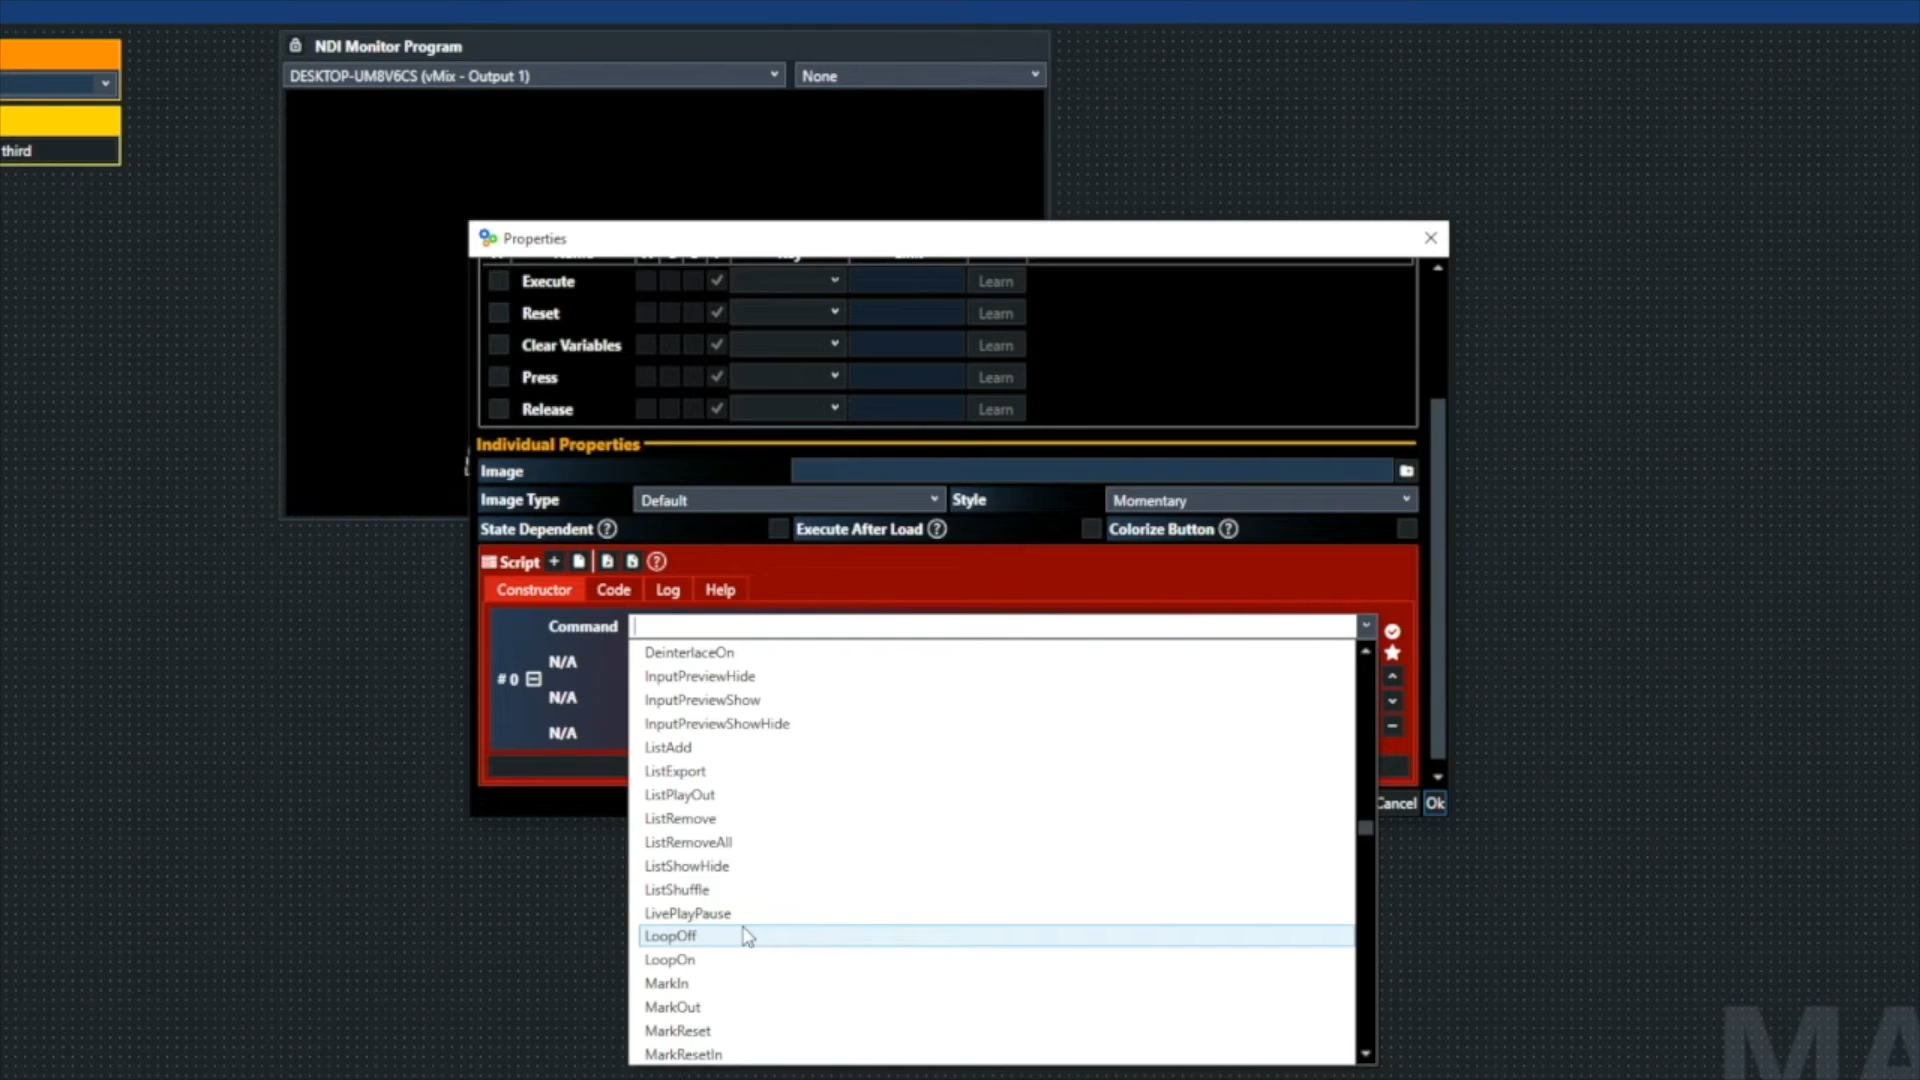 NDI Monitor Program
DESKTOP-UM8V6CS (vMix - Output 1)
None
third
Properties
Execute
Learn
Reset
Learn
Clear Variables
Learn
Press
Learn
Release
Learn
Individual Properties
Image
Image Type
Default
Style
Momentary
State Dependent ?
Execute After Load ?
Colorize Button ?
Script + ?
Constructor
Code
Log
Help
Command
N/A
# 0
N/A
N/A
DeinterlaceOn
InputPreviewHide
InputPreviewShow
InputPreviewShowHide
ListAdd
ListExport
ListPlayOut
ListRemove
ListRemoveAll
ListShowHide
ListShuffle
LivePlayPause
LoopOff
LoopOn
MarkIn
MarkOut
MarkReset
MarkResetIn
Cancel
Ok
MA